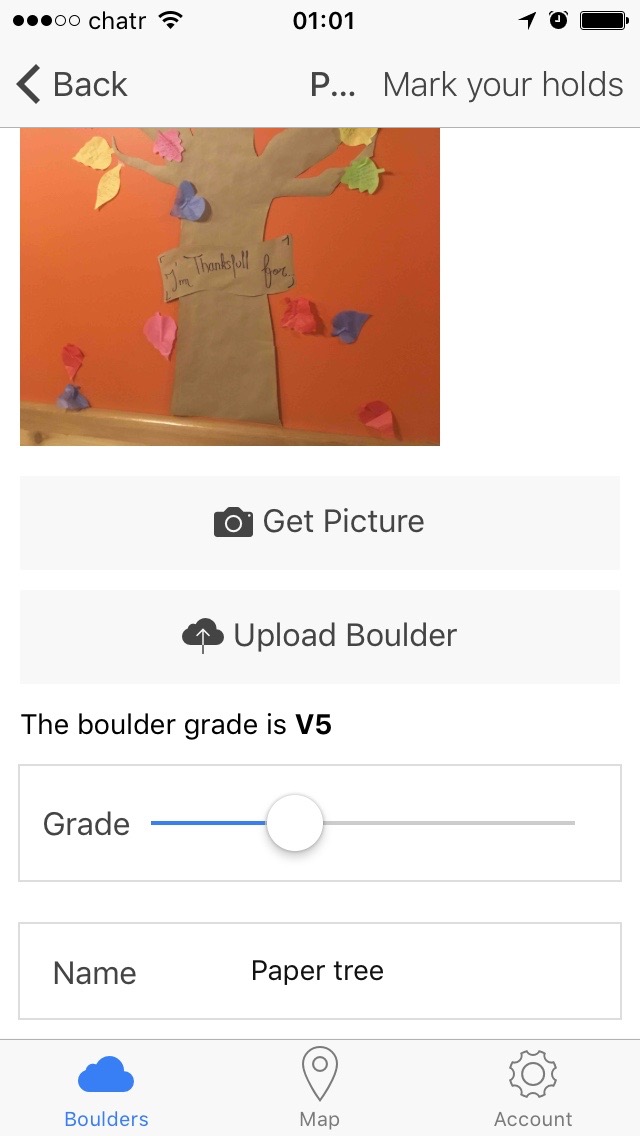 chatr 01:01
Back P... Mark your holds
I'm Thankfull for
Get Picture
Upload Boulder
The boulder grade is V5
Grade
Name Paper tree
Boulders Map Account